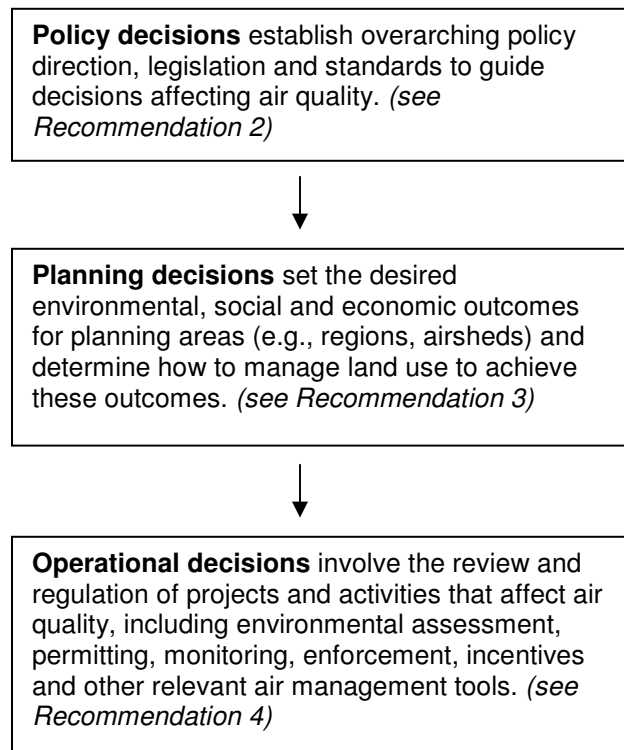 Policy decisions establish overarching policy
direction, legislation and standards to guide
decisions affecting air quality. (see
Recommendation 2)
Planning decisions set the desired
environmental, social and economic outcomes
for planning areas (e.g., regions, airsheds) and
determine how to manage land use to achieve
these outcomes. (see Recommendation 3)
Operational decisions involve the review and
regulation of projects and activities that affect air
quality, including environmental assessment,
permitting, monitoring, enforcement, incentives
and other relevant air management tools. (see
Recommendation 4)